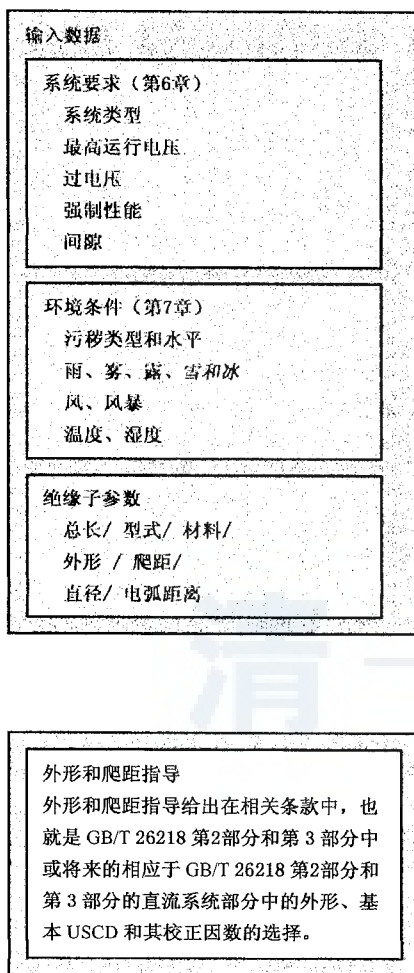 输入数据
系统要求（第6章）
系统类型
最高运行电压
过电压
强制性能
间隙
环境条件（第7章）
污秽类型和水平
雨、雾、露、雪和冰
风、风暴
温度、湿度
绝缘子参数
总长/ 型式/ 材料/
外形 / 爬距/
直径/ 电弧距离
清
外形和爬距指导
外形和爬距指导给出在相关条款中，也
就是 GB/T 26218 第2部分和第 3 部分中
或将来的相应于 GB/T 26218 第2部分和
第 3 部分的直流系统部分中的外形、基
本 USCD 和其校正因数的选择。